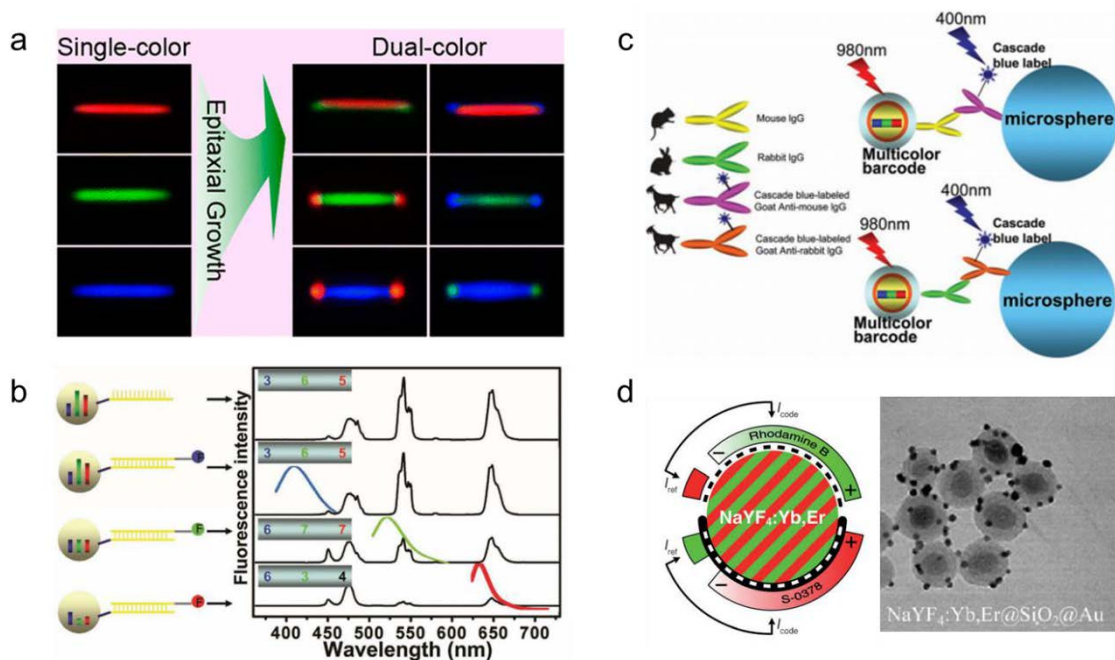 a
Single-color
Dual-color
Epitaxial Growth
b
Fluorescence intensity
3 6 5
3 6 5
F
6 7 7
F
6 3 4
F
400 450 500 550 600 650 700
Wavelength (nm)
c
Mouse IgG
Rabbit IgG
Cascade blue-labeled
Goat Anti-mouse IgG
Cascade blue-labeled
Goat Anti-rabbit IgG
400nm
980nm
Cascade
blue label
microsphere
Multicolor
barcode
400nm
980nm
Cascade
blue label
microsphere
Multicolor
barcode
d
Icode
Rhodamine B
− +
Iref
NaYF4:Yb,Er
Iref
− +
S-0378
Icode
NaYF4:Yb,Er@SiO2@Au